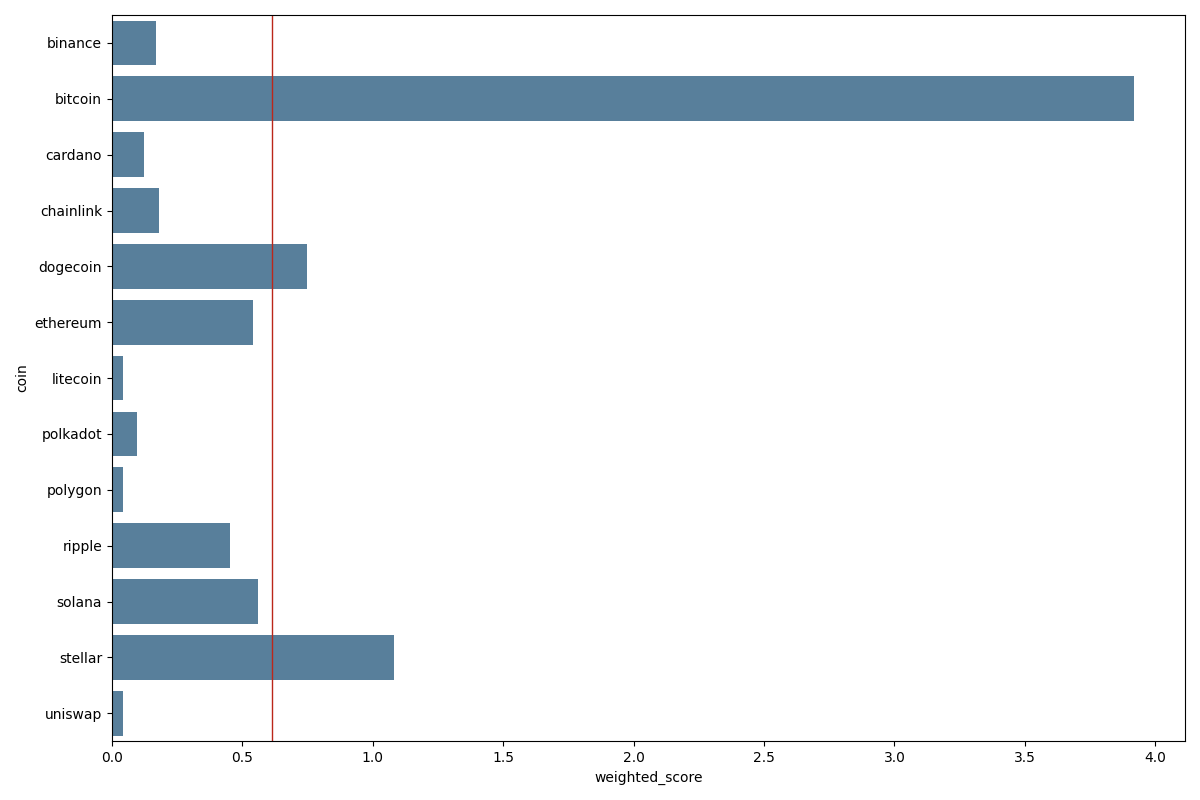 coin
binance
bitcoin
cardano
chainlink
dogecoin
ethereum
litecoin
polkadot
polygon
ripple
solana
stellar
uniswap
0.0 0.5 1.0 1.5 2.0 2.5 3.0 3.5 4.0
weighted_score